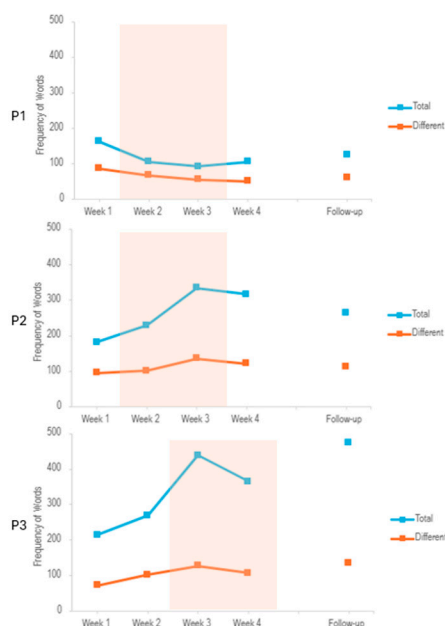 P1
Frequency of Words
500
400
300
200
100
0
Week 1 Week 2 Week 3 Week 4 Follow-up
Total
Different
P2
Frequency of Words
500
400
300
200
100
0
Week 1 Week 2 Week 3 Week 4 Follow-up
Total
Different
P3
Frequency of Words
500
400
300
200
100
0
Week 1 Week 2 Week 3 Week 4 Follow-up
Total
Different